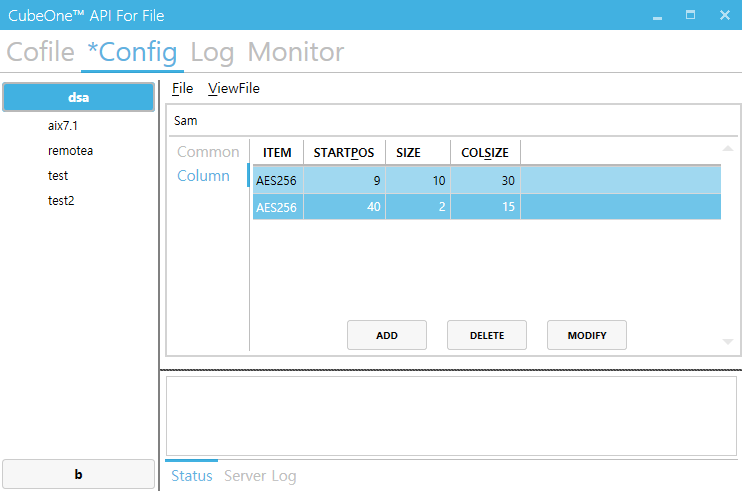 CubeOne™ API For File
Cofile *Config Log Monitor
dsa
aix7.1
remotea
test
test2
b
File ViewFile
Sam
Common
Column
ITEM STARTPOS SIZE COLSIZE
AES256 9 10 30
AES256 40 2 15
ADD DELETE MODIFY
Status Server Log